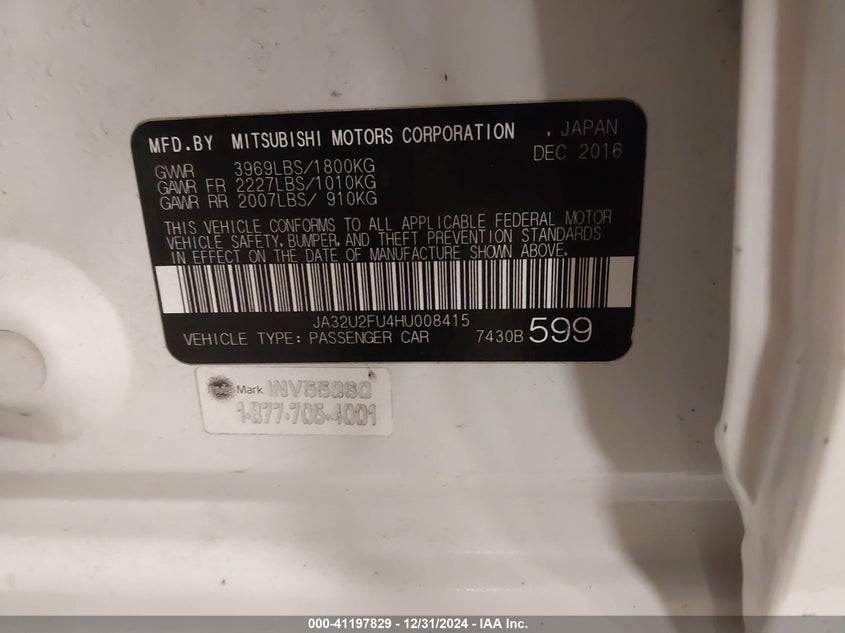 MFD.BY MITSUBISHI MOTORS CORPORATION . JAPAN
DEC 2016
GVWR 3969LBS/1800KG
GAWR FR 2227LBS/1010KG
GAWR RR 2007LBS/ 910KG
THIS VEHICLE CONFORMS TO ALL APPLICABLE FEDERAL MOTOR
VEHICLE SAFETY, BUMPER, AND THEFT PREVENTION STANDARDS
IN EFFECT ON THE DATE OF MANUFACTURE SHOWN ABOVE.
JA32U2FU4HU008415
VEHICLE TYPE: PASSENGER CAR 7430B 599
Mark
1-877-705-4001
000-41197829 - 12/31/2024 - IAA Inc.